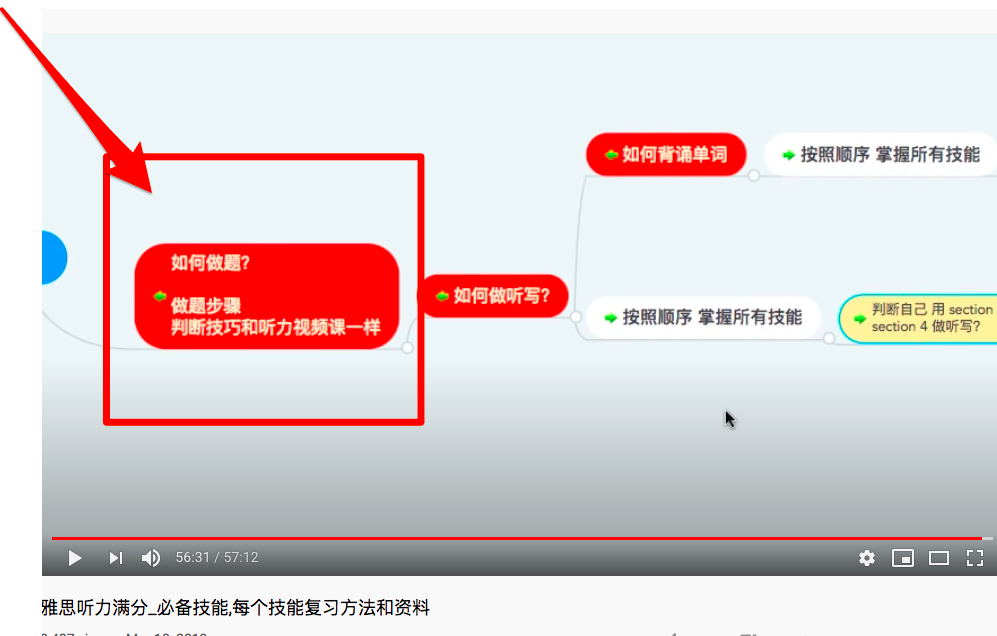 如何背诵单词
按照顺序 掌握所有技能
如何做题?
做题步骤
判断技巧和听力视频课一样
如何做听写?
按照顺序 掌握所有技能
判断自己 用 section
section 4 做听写?
56:31 / 57:12
雅思听力满分_必备技能,每个技能复习方法和资料